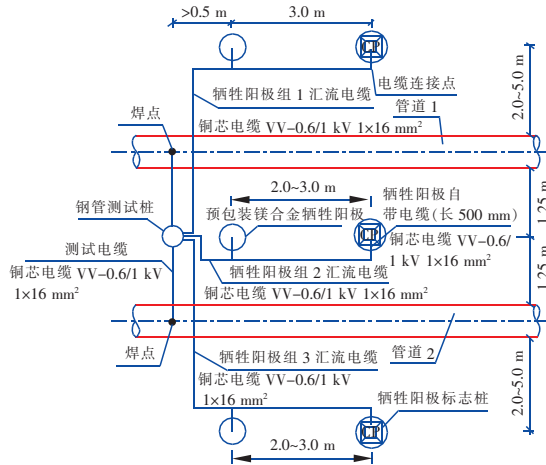 >0.5 m
3.0 m
CP
电缆连接点
牺牲阳极组 1 汇流电缆
管道 1
焊点
铜芯电缆 VV-0.6/1 kV 1×16 mm²
2.0~5.0 m
2.0~3.0 m
牺牲阳极自
带电缆(长 500 mm)
钢管测试桩
预包装镁合金牺牲阳极
CP
铜芯电缆 VV-0.6/
1 kV 1×16 mm²
1.25 m
1.25 m
测试电缆
铜芯电缆 VV-0.6/1 kV
1×16 mm²
牺牲阳极组 2 汇流电缆
铜芯电缆 VV-0.6/1 kV 1×16 mm²
焊点
牺牲阳极组 3 汇流电缆
铜芯电缆 VV-0.6/1 kV
1×16 mm²
管道 2
牺牲阳极标志桩
2.0~5.0 m
CP
2.0~3.0 m